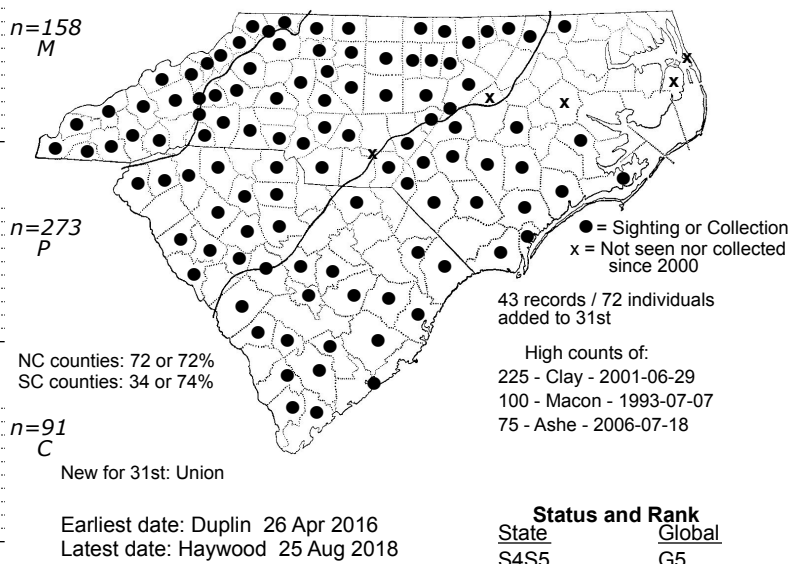 n=158
M
n=273
P
● = Sighting or Collection
x = Not seen nor collected
since 2000
43 records / 72 individuals
added to 31st
NC counties: 72 or 72%
SC counties: 34 or 74%
High counts of:
225 - Clay - 2001-06-29
100 - Macon - 1993-07-07
75 - Ashe - 2006-07-18
n=91
C
New for 31st: Union
Earliest date: Duplin 26 Apr 2016
Latest date: Haywood 25 Aug 2018
Status and Rank
State Global
S4S5 G5
x
x
x
x
x